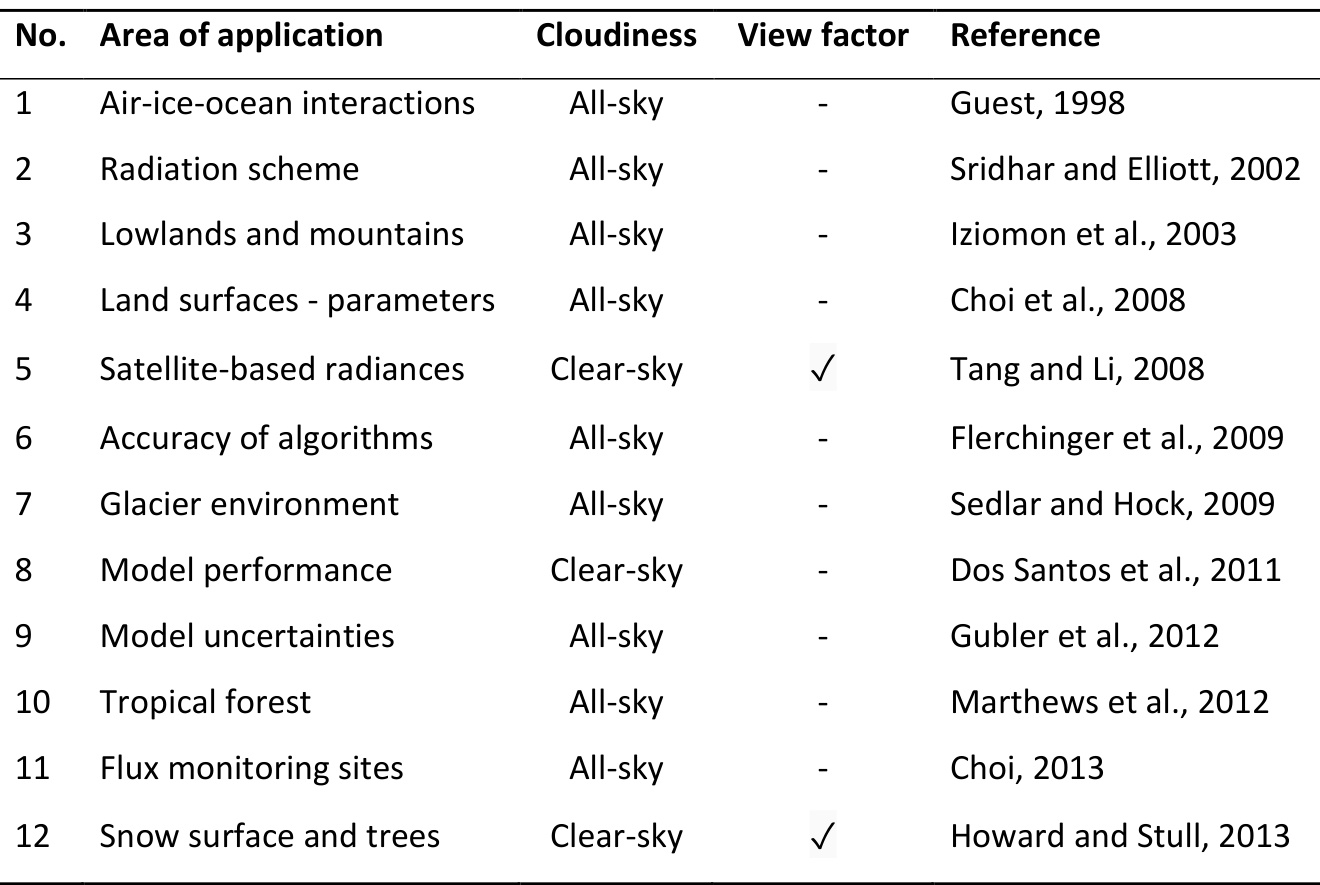 No. Area of application Cloudiness View factor Reference
1 Air-ice-ocean interactions All-sky - Guest, 1998
2 Radiation scheme All-sky - Sridhar and Elliott, 2002
3 Lowlands and mountains All-sky - Iziomon et al., 2003
4 Land surfaces - parameters All-sky - Choi et al., 2008
5 Satellite-based radiances Clear-sky ✓ Tang and Li, 2008
6 Accuracy of algorithms All-sky - Flerchinger et al., 2009
7 Glacier environment All-sky - Sedlar and Hock, 2009
8 Model performance Clear-sky - Dos Santos et al., 2011
9 Model uncertainties All-sky - Gubler et al., 2012
10 Tropical forest All-sky - Marthews et al., 2012
11 Flux monitoring sites All-sky - Choi, 2013
12 Snow surface and trees Clear-sky ✓ Howard and Stull, 2013